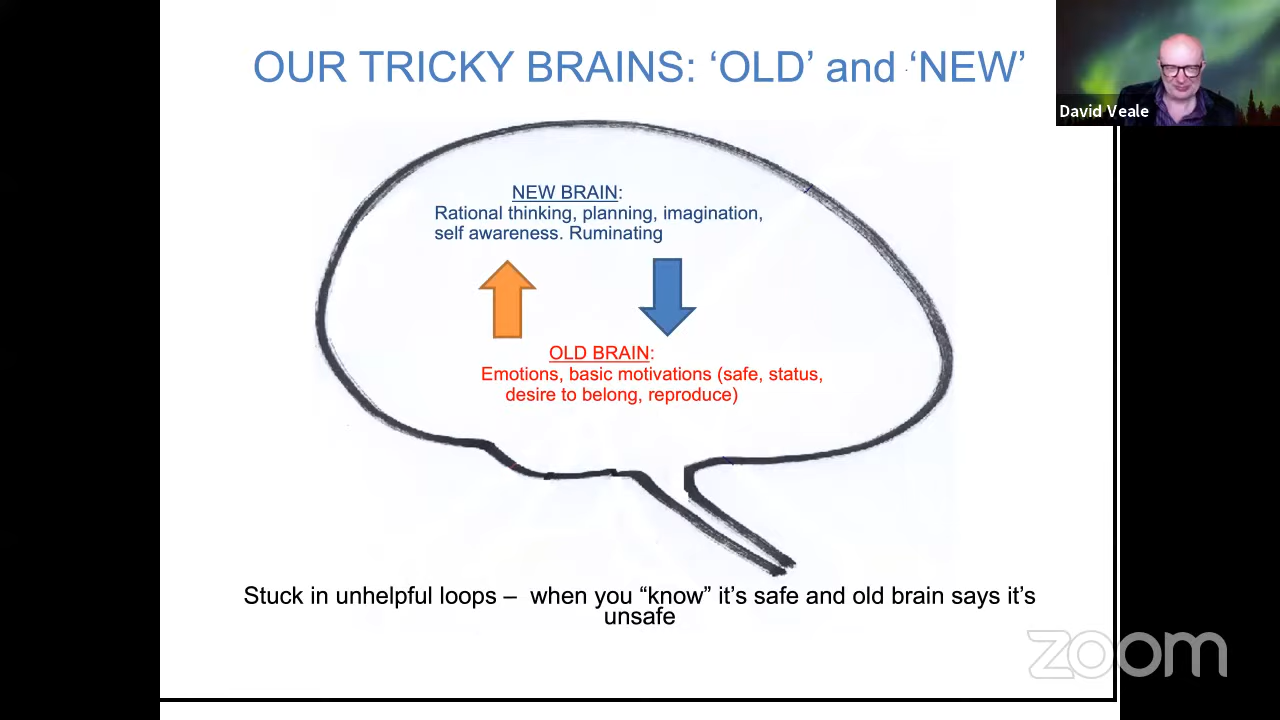 OUR TRICKY BRAINS: ‘OLD’ and ‘NEW’
David Veale
NEW BRAIN:
Rational thinking, planning, imagination,
self awareness. Ruminating
OLD BRAIN:
Emotions, basic motivations (safe, status,
desire to belong, reproduce)
Stuck in unhelpful loops – when you “know” it’s safe and old brain says it’s
unsafe
zoom